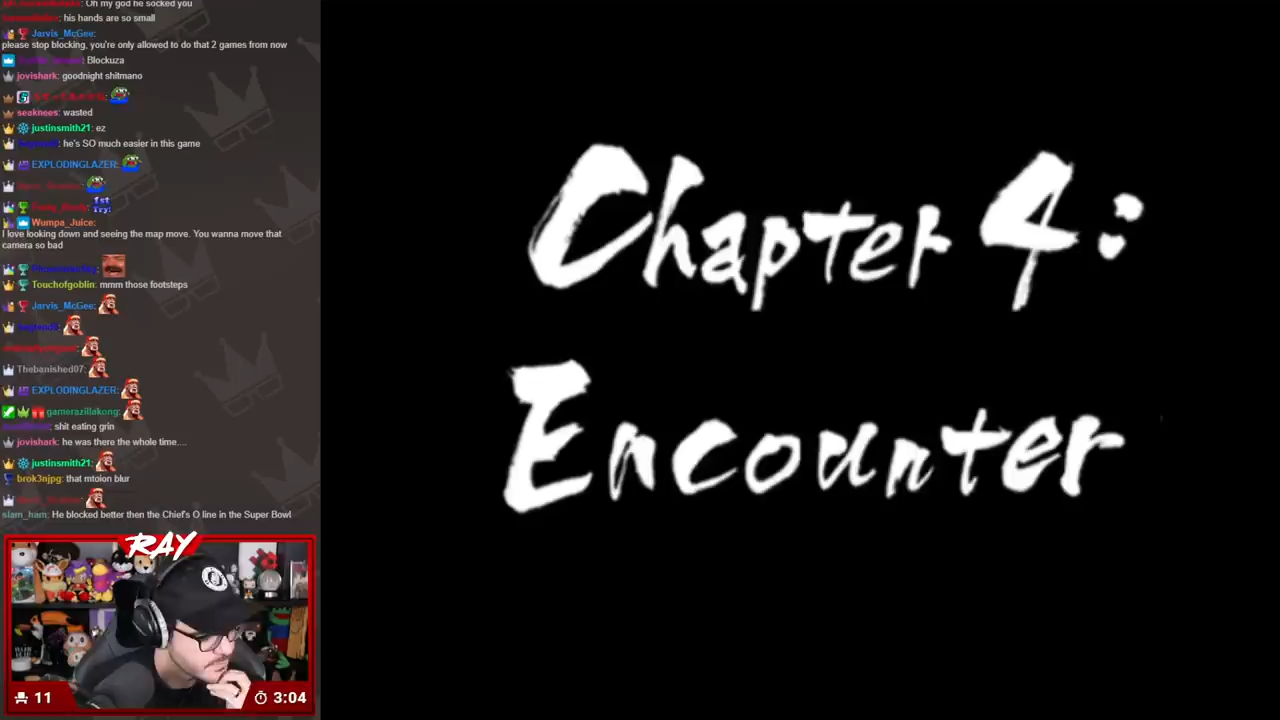 Oh my god he socked you
his hands are so small
Jarvis_McGee:
please stop blocking, you're only allowed to do that 2 games from now
Blockuza
jovishark: goodnight shitmano
seaknees: wasted
justinsmith21: ez
he's SO much easier in this game
EXPLODINGLAZER:
1st Try!
Wumpa_Juice:
I love looking down and seeing the map move. You wanna move that
camera so bad
Touchofgoblin: mmm those footsteps
Jarvis_McGee:
Thebanished07:
EXPLODINGLAZER:
gamerazillakong:
shit eating grin
jovishark: he was there the whole time....
justinsmith21:
brok3njpg: that mtoion blur
slam_ham: He blocked better then the Chief's O line in the Super Bowl
RAY
11
3:04
Chapter 4:
Encounter